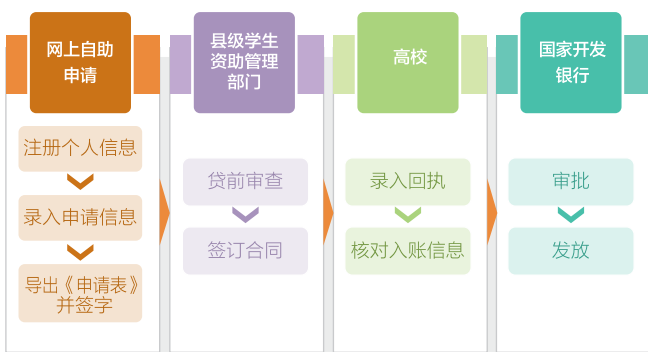 网上自助
申请
注册个人信息
录入申请信息
导出《申请表》
并签字
县级学生
资助管理
部门
贷前审查
签订合同
高校
录入回执
核对入账信息
国家开发
银行
审批
发放